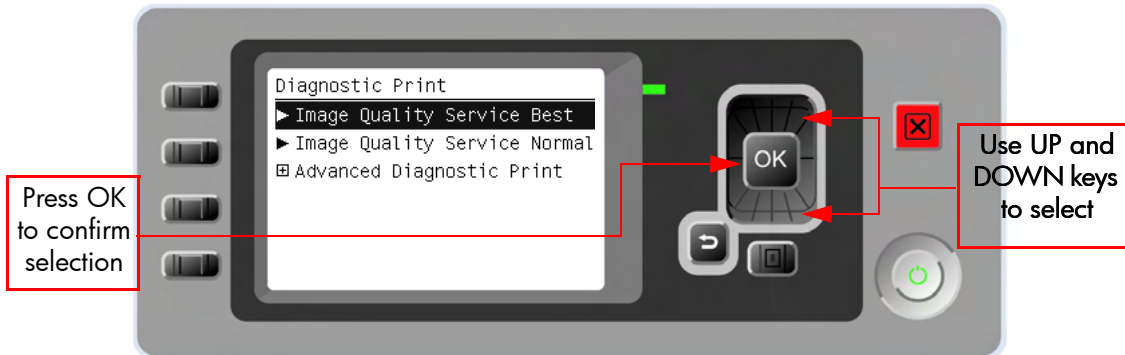 Diagnostic Print
Image Quality Service Best
Image Quality Service Normal
Advanced Diagnostic Print
OK
Press OK
to confirm
selection
Use UP and
DOWN keys
to select